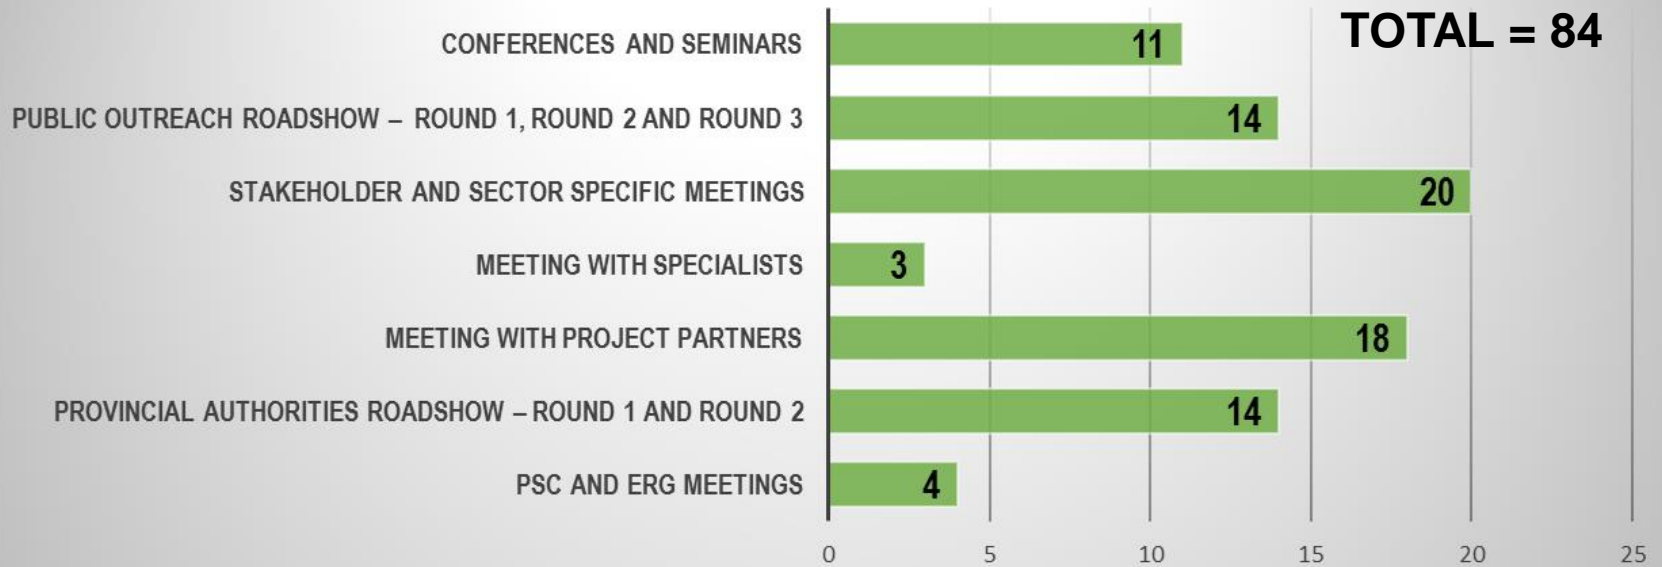 TOTAL = 84
CONFERENCES AND SEMINARS 11
PUBLIC OUTREACH ROADSHOW – ROUND 1, ROUND 2 AND ROUND 3 14
STAKEHOLDER AND SECTOR SPECIFIC MEETINGS 20
MEETING WITH SPECIALISTS 3
MEETING WITH PROJECT PARTNERS 18
PROVINCIAL AUTHORITIES ROADSHOW – ROUND 1 AND ROUND 2 14
PSC AND ERG MEETINGS 4
0 5 10 15 20 25